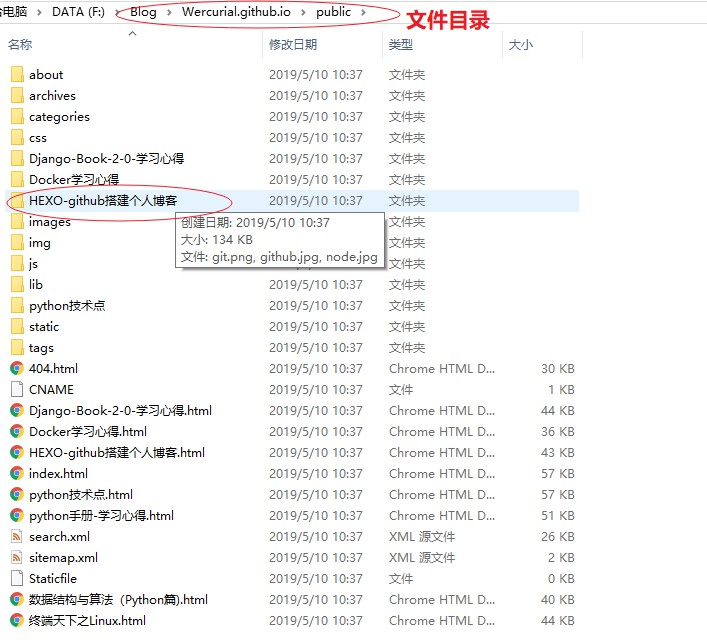 台电脑 > DATA (F:) > Blog > Wercurial.github.io > public >
文件目录
名称 修改日期 类型 大小
about 2019/5/10 10:37 文件夹
archives 2019/5/10 10:37 文件夹
categories 2019/5/10 10:37 文件夹
css 2019/5/10 10:37 文件夹
Django-Book-2-0-学习心得 2019/5/10 10:37 文件夹
Docker学习心得 2019/5/10 10:37 文件夹
HEXO-github搭建个人博客 2019/5/10 10:37 文件夹
images 文件夹
创建日期: 2019/5/10 10:37
img 文件夹
大小: 134 KB
js 文件夹
文件: git.png, github.jpg, node.jpg
lib 2019/5/10 10:37 文件夹
python技术点 2019/5/10 10:37 文件夹
static 2019/5/10 10:37 文件夹
tags 2019/5/10 10:37 文件夹
404.html 2019/5/10 10:37 Chrome HTML D... 30 KB
CNAME 2019/5/10 10:37 文件 1 KB
Django-Book-2-0-学习心得.html 2019/5/10 10:37 Chrome HTML D... 44 KB
Docker学习心得.html 2019/5/10 10:37 Chrome HTML D... 36 KB
HEXO-github搭建个人博客.html 2019/5/10 10:37 Chrome HTML D... 43 KB
index.html 2019/5/10 10:37 Chrome HTML D... 57 KB
python技术点.html 2019/5/10 10:37 Chrome HTML D... 57 KB
python手册-学习心得.html 2019/5/10 10:37 Chrome HTML D... 51 KB
search.xml 2019/5/10 10:37 XML 源文件 26 KB
sitemap.xml 2019/5/10 10:37 XML 源文件 2 KB
Staticfile 2019/5/10 10:37 文件 0 KB
数据结构与算法（Python篇).html 2019/5/10 10:37 Chrome HTML D... 40 KB
终端天下之Linux.html 2019/5/10 10:37 Chrome HTML D... 44 KB